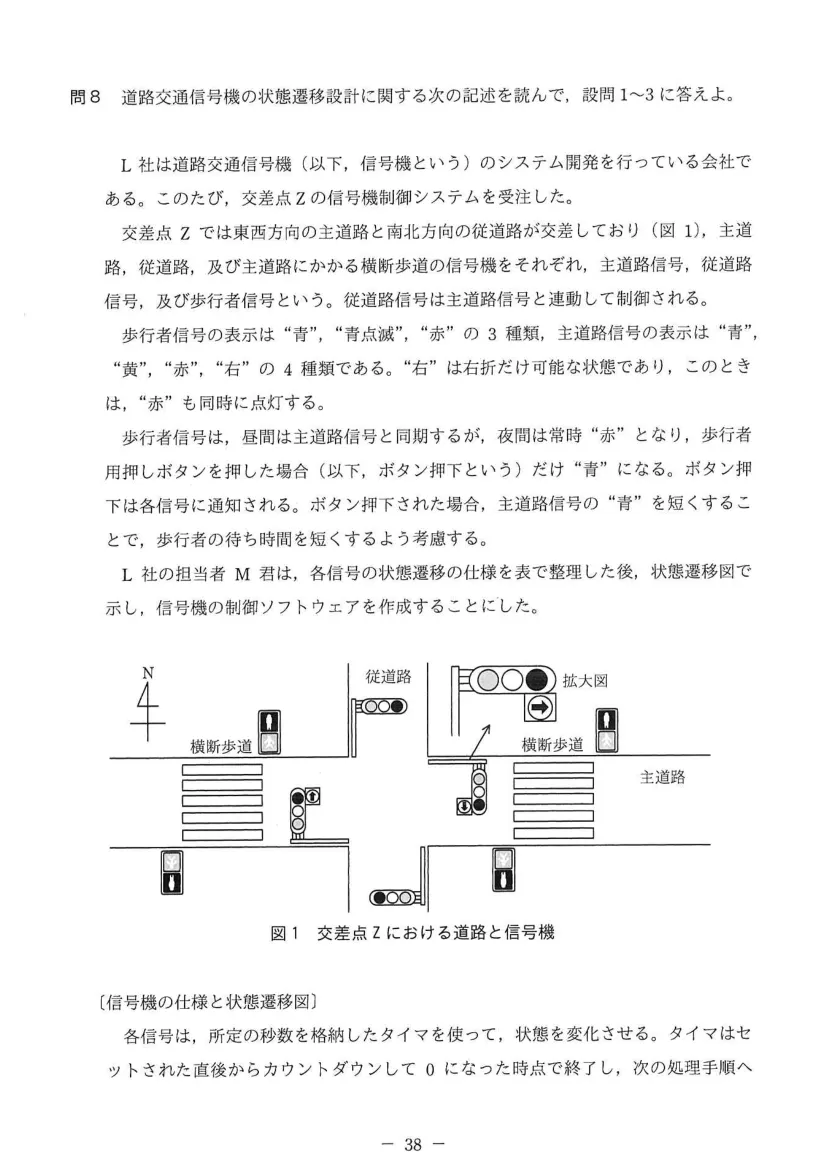 問8 道路交通信号機の状態遷移設計に関する次の記述を読んで，設問1～3に答えよ。
L 社は道路交通信号機（以下，信号機という）のシステム開発を行っている会社で
ある。このたび，交差点 Z の信号機制御システムを受注した。
交差点 Z では東西方向の主道路と南北方向の従道路が交差しており（図 1），主道
路，従道路，及び主道路にかかる横断歩道の信号機をそれぞれ，主道路信号，従道路
信号，及び歩行者信号という。従道路信号は主道路信号と連動して制御される。
歩行者信号の表示は“青”，“青点滅”，“赤”の 3 種類，主道路信号の表示は“青”，
“黄”，“赤”，“右”の 4 種類である。“右”は右折だけ可能な状態であり，このとき
は，“赤”も同時に点灯する。
歩行者信号は，昼間は主道路信号と同期するが，夜間は常時“赤”となり，歩行者
用押しボタンを押した場合（以下，ボタン押下という）だけ“青”になる。ボタン押
下は各信号に通知される。ボタン押下された場合，主道路信号の“青”を短くするこ
とで，歩行者の待ち時間を短くするよう考慮する。
L 社の担当者 M 君は，各信号の状態遷移の仕様を表で整理した後，状態遷移図で
示し，信号機の制御ソフトウェアを作成することにした。
N
従道路
拡大図
横断歩道
横断歩道
主道路
図1 交差点Zにおける道路と信号機
〔信号機の仕様と状態遷移図〕
各信号は，所定の秒数を格納したタイマを使って，状態を変化させる。タイマはセ
ットされた直後からカウントダウンして 0 になった時点で終了し，次の処理手順へ
－ 38 －